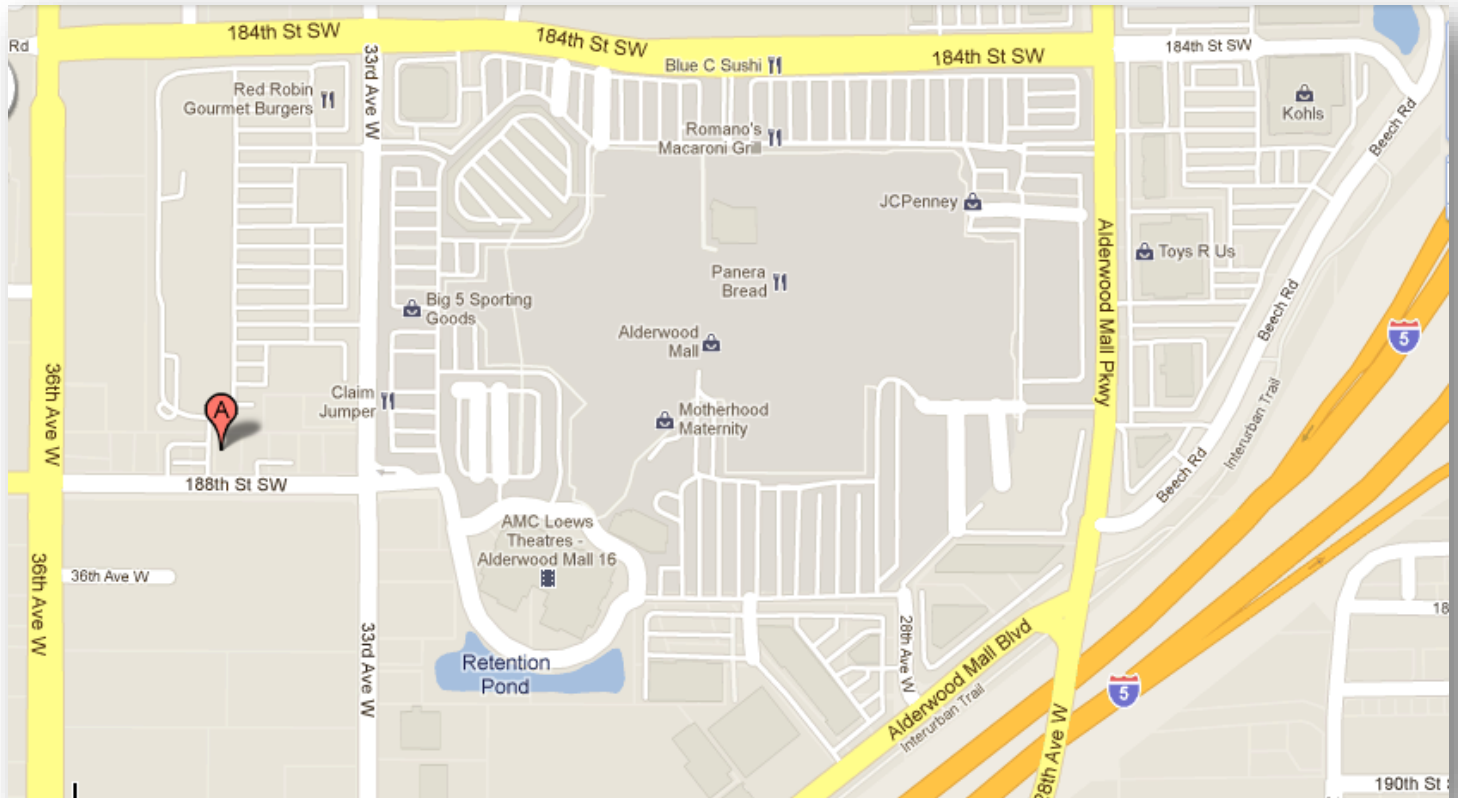 184th St SW
184th St SW
184th St SW
184th St SW
Rd
33rd Ave W
Blue C Sushi
Red Robin
Gourmet Burgers
Kohls
Romano's
Macaroni Grill
Beech Rd
JCPenney
Alderwood Mall Pkwy
Toys R Us
Panera
Bread
Big 5 Sporting
Goods
Beech Rd
5
Alderwood
Mall
36th Ave W
Claim
Jumper
A
Motherhood
Maternity
Interurban Trail
Beech Rd
188th St SW
AMC Loews
Theatres -
Alderwood Mall 16
36th Ave W
36th Ave W
18
33rd Ave W
28th Ave W
Retention
Pond
Alderwood Mall Blvd
Interurban Trail
5
28th Ave W
190th St